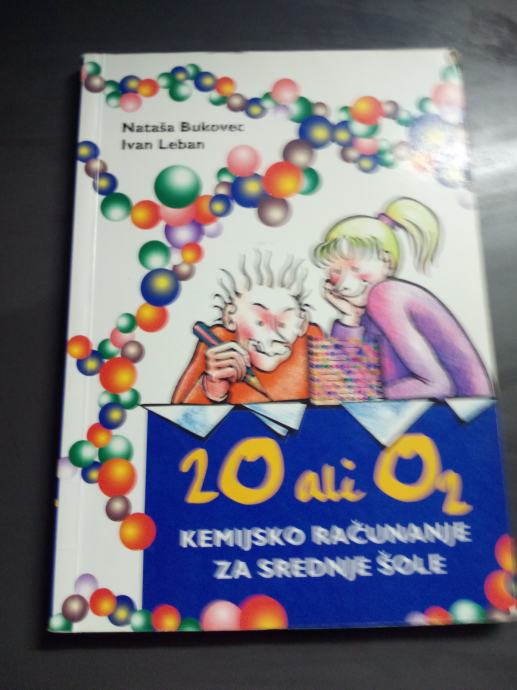 Nataša Bukovec
Ivan Leban
2O ali O2
KEMIJSKO RAČUNANJE
ZA SREDNJE ŠOLE